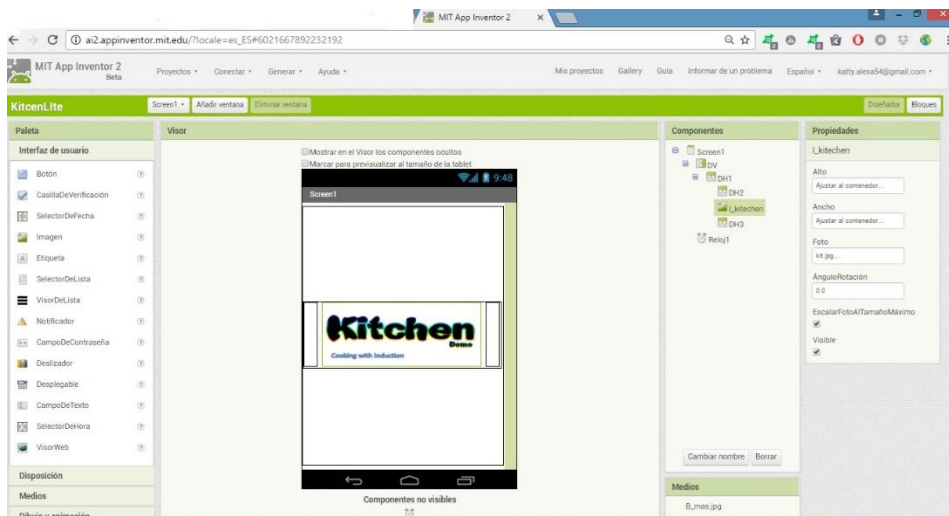 MIT App Inventor 2
ai2.appinventor.mit.edu/?locale=es_ES#6021667892232192
MIT App Inventor 2
Beta
Proyectos
Conectar
Generar
Ayuda
Mis proyectos
Gallery
Guía
Informar de un problema
Español
katty.alexa54@gmail.com
KitcenLIte
Screen1
Añadir ventana
Eliminar ventana
Diseñador
Bloques
Paleta
Interfaz de usuario
Botón
CasillaDeVerificación
SelectorDeFecha
Imagen
Etiqueta
SelectorDeLista
VisorDeLista
Notificador
CampoDeContraseña
Deslizador
Desplegable
CampoDeTexto
SelectorDeHora
VisorWeb
Disposición
Medios
Dibujo y animación
Visor
Mostrar en el Visor los componentes ocultos
Marcar para previsualizar al tamaño de la tablet
9:48
Screen1
Kitchen
Demo
Cooking with Induction
Componentes no visibles
Componentes
Screen1
DV
DH1
DH2
I_kitechen
DH3
Reloj1
Cambiar nombre
Borrar
Medios
B_mas.jpg
Propiedades
I_kitechen
Alto
Ajustar al contenedor...
Ancho
Ajustar al contenedor...
Foto
kit.jpg...
ÁnguloRotación
0.0
EscalarFotoAlTamañoMáximo
Visible